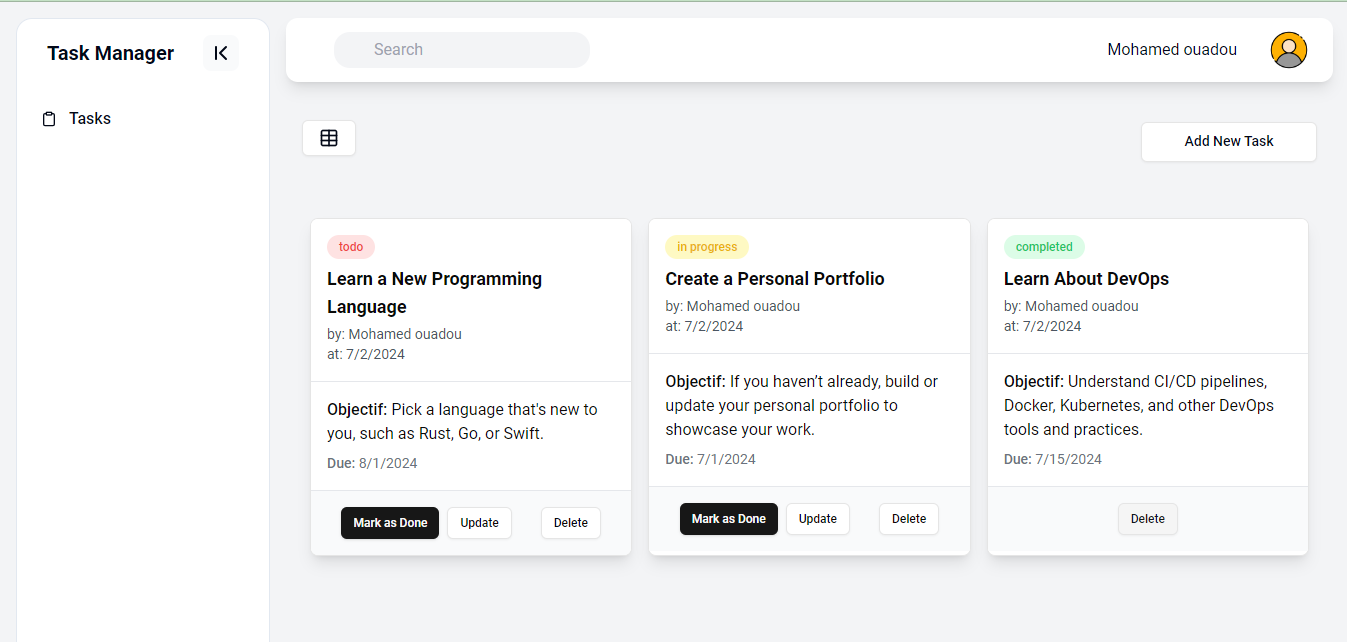 Task Manager
Search
Mohamed ouadou
Tasks
Add New Task
todo
Learn a New Programming
Language
by: Mohamed ouadou
at: 7/2/2024
Objectif: Pick a language that's new to
you, such as Rust, Go, or Swift.
Due: 8/1/2024
Mark as Done
Update
Delete
in progress
Create a Personal Portfolio
by: Mohamed ouadou
at: 7/2/2024
Objectif: If you haven’t already, build or
update your personal portfolio to
showcase your work.
Due: 7/1/2024
Mark as Done
Update
Delete
completed
Learn About DevOps
by: Mohamed ouadou
at: 7/2/2024
Objectif: Understand CI/CD pipelines,
Docker, Kubernetes, and other DevOps
tools and practices.
Due: 7/15/2024
Delete